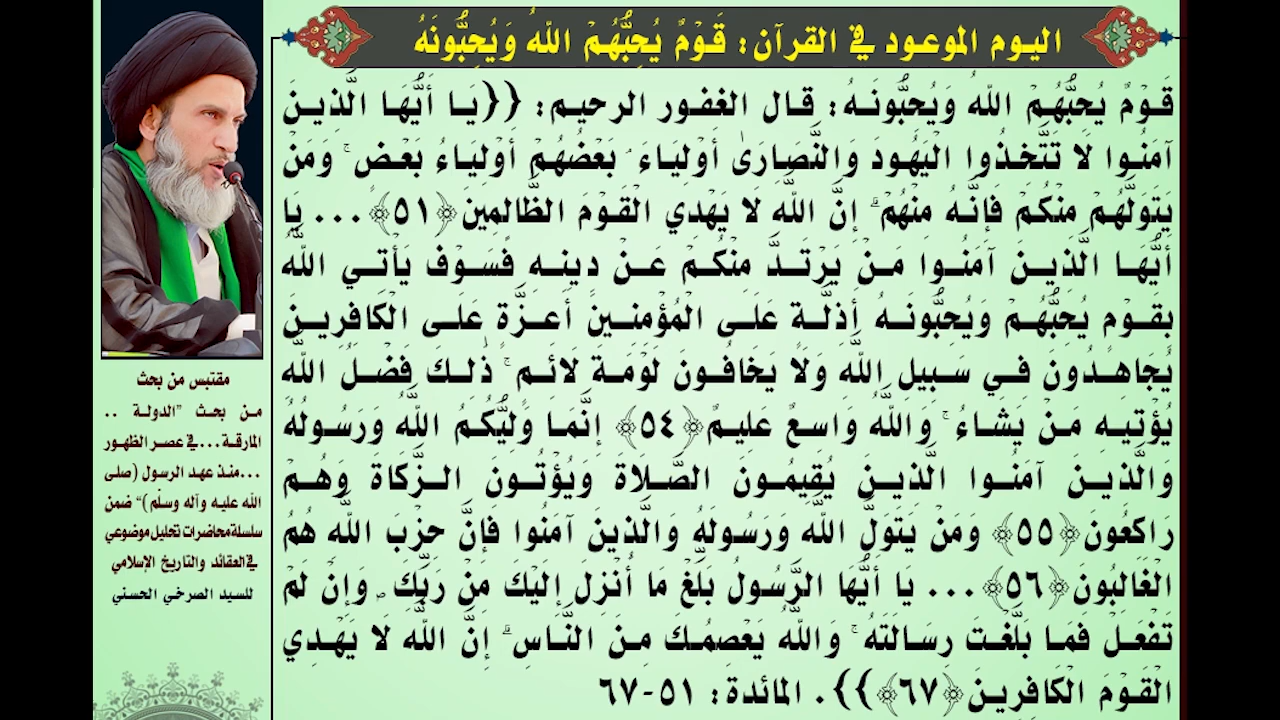 اليوم الموعود في القرآن: قَوْمٌ يُحِبُّهُمْ اللهُ وَيُحِبُّونَهُ
قَوْمٌ يُحِبُّهُمْ اللهُ وَيُحِبُّونَهُ: قال الغفور الرحيم: ((يَا أَيُّهَا الَّذِينَ
آمَنُوا لَا تَتَّخِذُوا الْيَهُودَ وَالنَّصَارَىٰ أَوْلِيَاءَ ۘ بَعْضُهُمْ أَوْلِيَاءُ بَعْضٍ ۚ وَمَنْ
يَتَوَلَّهُمْ مِنْكُمْ فَإِنَّهُ مِنْهُمْ ۗ إِنَّ اللَّهَ لا يَهْدِي الْقَوْمَ الظَّالِمِينَ﴿٥١﴾... يَا
أَيُّهَا الَّذِينَ آمَنُوا مَنْ يَرْتَدَّ مِنْكُمْ عَنْ دِينِهِ فَسَوْفَ يَأْتِي اللَّهُ
بِقَوْمٍ يُحِبُّهُمْ وَيُحِبُّونَهُ أَذِلَّةٍ عَلَى الْمُؤْمِنِينَ أَعِزَّةٍ عَلَى الْكَافِرِينَ
يُجَاهِدُونَ فِي سَبِيلِ اللَّهِ وَلَا يَخَافُونَ لَوْمَةَ لَائِمٍ ۚ ذَٰلِكَ فَضْلُ اللَّهِ
يُؤْتِيهِ مَنْ يَشَاءُ ۚ وَاللَّهُ وَاسِعٌ عَلِيمٌ﴿٥٤﴾ إِنَّمَا وَلِيُّكُمُ اللَّهُ وَرَسُولُهُ
وَالَّذِينَ آمَنُوا الَّذِينَ يُقِيمُونَ الصَّلَاةَ وَيُؤْتُونَ الزَّكَاةَ وَهُمْ
رَاكِعُونَ﴿٥٥﴾ وَمَنْ يَتَوَلَّ اللَّهَ وَرَسُولَهُ وَالَّذِينَ آمَنُوا فَإِنَّ حِزْبَ اللَّهِ هُمُ
الْغَالِبُونَ﴿٥٦﴾... يَا أَيُّهَا الرَّسُولُ بَلِّغْ مَا أُنْزِلَ إِلَيْكَ مِنْ رَبِّكَ ۖ وَإِنْ لَمْ
تَفْعَلْ فَمَا بَلَّغْتَ رِسَالَتَهُ ۚ وَاللَّهُ يَعْصِمُكَ مِنَ النَّاسِ ۗ إِنَّ اللَّهَ لا يَهْدِي
الْقَوْمَ الْكَافِرِينَ﴿٦٧﴾)). المائدة: ٥١-٦٧
مقتبس من بحث
مـن بحث "الدولة ..
المارقة...في عصر الظهور
...منذ عهد الرسول (صلى
الله عليه وآله وسلّم)" ضمن
سلسلة محاضرات تحليل موضوعي
في العقائد والتاريخ الإسلامي
للسيد الصرخي الحسني